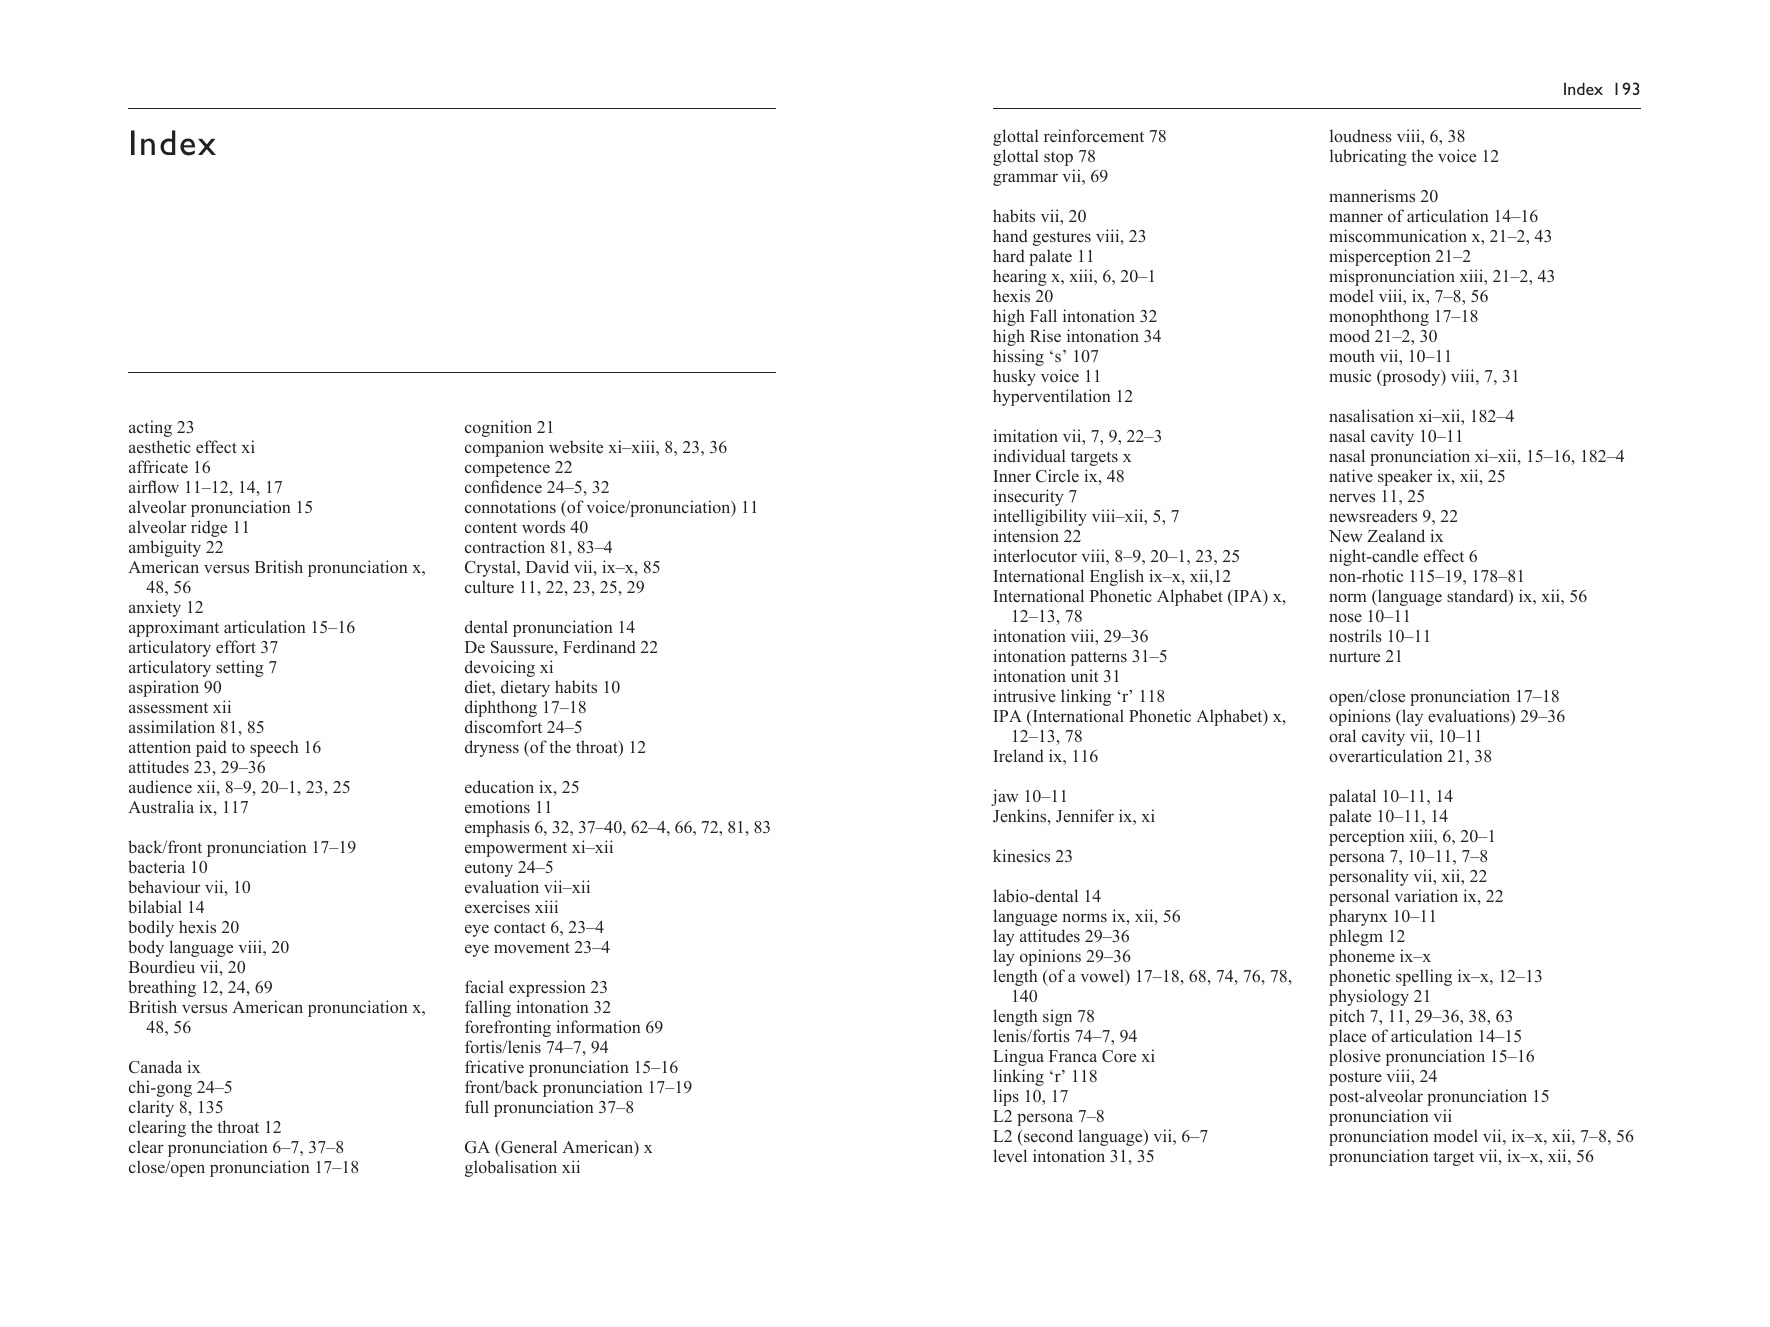 Index
acting 23
aesthetic effect xi
affricate 16
airflow 11–12, 14, 17
alveolar pronunciation 15
alveolar ridge 11
ambiguity 22
American versus British pronunciation x,
48, 56
anxiety 12
approximant articulation 15–16
articulatory effort 37
articulatory setting 7
aspiration 90
assessment xii
assimilation 81, 85
attention paid to speech 16
attitudes 23, 29–36
audience xii, 8–9, 20–1, 23, 25
Australia ix, 117
back/front pronunciation 17–19
bacteria 10
behaviour vii, 10
bilabial 14
bodily hexis 20
body language viii, 20
Bourdieu vii, 20
breathing 12, 24, 69
British versus American pronunciation x,
48, 56
Canada ix
chi-gong 24–5
clarity 8, 135
clearing the throat 12
clear pronunciation 6–7, 37–8
close/open pronunciation 17–18
cognition 21
companion website xi–xiii, 8, 23, 36
competence 22
confidence 24–5, 32
connotations (of voice/pronunciation) 11
content words 40
contraction 81, 83–4
Crystal, David vii, ix–x, 85
culture 11, 22, 23, 25, 29
dental pronunciation 14
De Saussure, Ferdinand 22
devoicing xi
diet, dietary habits 10
diphthong 17–18
discomfort 24–5
dryness (of the throat) 12
education ix, 25
emotions 11
emphasis 6, 32, 37–40, 62–4, 66, 72, 81, 83
empowerment xi–xii
eutony 24–5
evaluation vii–xii
exercises xiii
eye contact 6, 23–4
eye movement 23–4
facial expression 23
falling intonation 32
forefronting information 69
fortis/lenis 74–7, 94
fricative pronunciation 15–16
front/back pronunciation 17–19
full pronunciation 37–8
GA (General American) x
globalisation xii
Index 193
glottal reinforcement 78
glottal stop 78
grammar vii, 69
habits vii, 20
hand gestures viii, 23
hard palate 11
hearing x, xiii, 6, 20–1
hexis 20
high Fall intonation 32
high Rise intonation 34
hissing ‘s’ 107
husky voice 11
hyperventilation 12
imitation vii, 7, 9, 22–3
individual targets x
Inner Circle ix, 48
insecurity 7
intelligibility viii–xii, 5, 7
intension 22
interlocutor viii, 8–9, 20–1, 23, 25
International English ix–x, xii,12
International Phonetic Alphabet (IPA) x,
12–13, 78
intonation viii, 29–36
intonation patterns 31–5
intonation unit 31
intrusive linking ‘r’ 118
IPA (International Phonetic Alphabet) x,
12–13, 78
Ireland ix, 116
jaw 10–11
Jenkins, Jennifer ix, xi
kinesics 23
labio-dental 14
language norms ix, xii, 56
lay attitudes 29–36
lay opinions 29–36
length (of a vowel) 17–18, 68, 74, 76, 78,
140
length sign 78
lenis/fortis 74–7, 94
Lingua Franca Core xi
linking ‘r’ 118
lips 10, 17
L2 persona 7–8
L2 (second language) vii, 6–7
level intonation 31, 35
loudness viii, 6, 38
lubricating the voice 12
mannerisms 20
manner of articulation 14–16
miscommunication x, 21–2, 43
misperception 21–2
mispronunciation xiii, 21–2, 43
model viii, ix, 7–8, 56
monophthong 17–18
mood 21–2, 30
mouth vii, 10–11
music (prosody) viii, 7, 31
nasalisation xi–xii, 182–4
nasal cavity 10–11
nasal pronunciation xi–xii, 15–16, 182–4
native speaker ix, xii, 25
nerves 11, 25
newsreaders 9, 22
New Zealand ix
night-candle effect 6
non-rhotic 115–19, 178–81
norm (language standard) ix, xii, 56
nose 10–11
nostrils 10–11
nurture 21
open/close pronunciation 17–18
opinions (lay evaluations) 29–36
oral cavity vii, 10–11
overarticulation 21, 38
palatal 10–11, 14
palate 10–11, 14
perception xiii, 6, 20–1
persona 7, 10–11, 7–8
personality vii, xii, 22
personal variation ix, 22
pharynx 10–11
phlegm 12
phoneme ix–x
phonetic spelling ix–x, 12–13
physiology 21
pitch 7, 11, 29–36, 38, 63
place of articulation 14–15
plosive pronunciation 15–16
posture viii, 24
post-alveolar pronunciation 15
pronunciation vii
pronunciation model vii, ix–x, xii, 7–8, 56
pronunciation target vii, ix–x, xii, 56